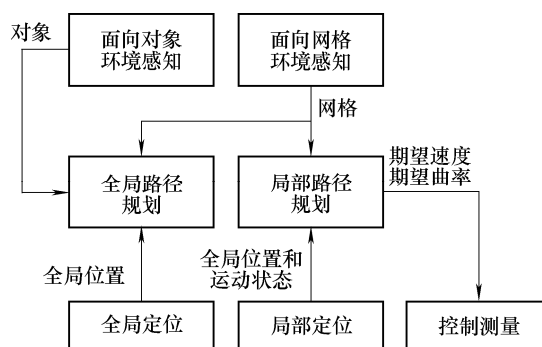 对象
面向对象
环境感知
面向网格
环境感知
网格
全局路径
规划
局部路径
规划
期望速度
期望曲率
全局位置
全局位置和
运动状态
全局定位
局部定位
控制测量